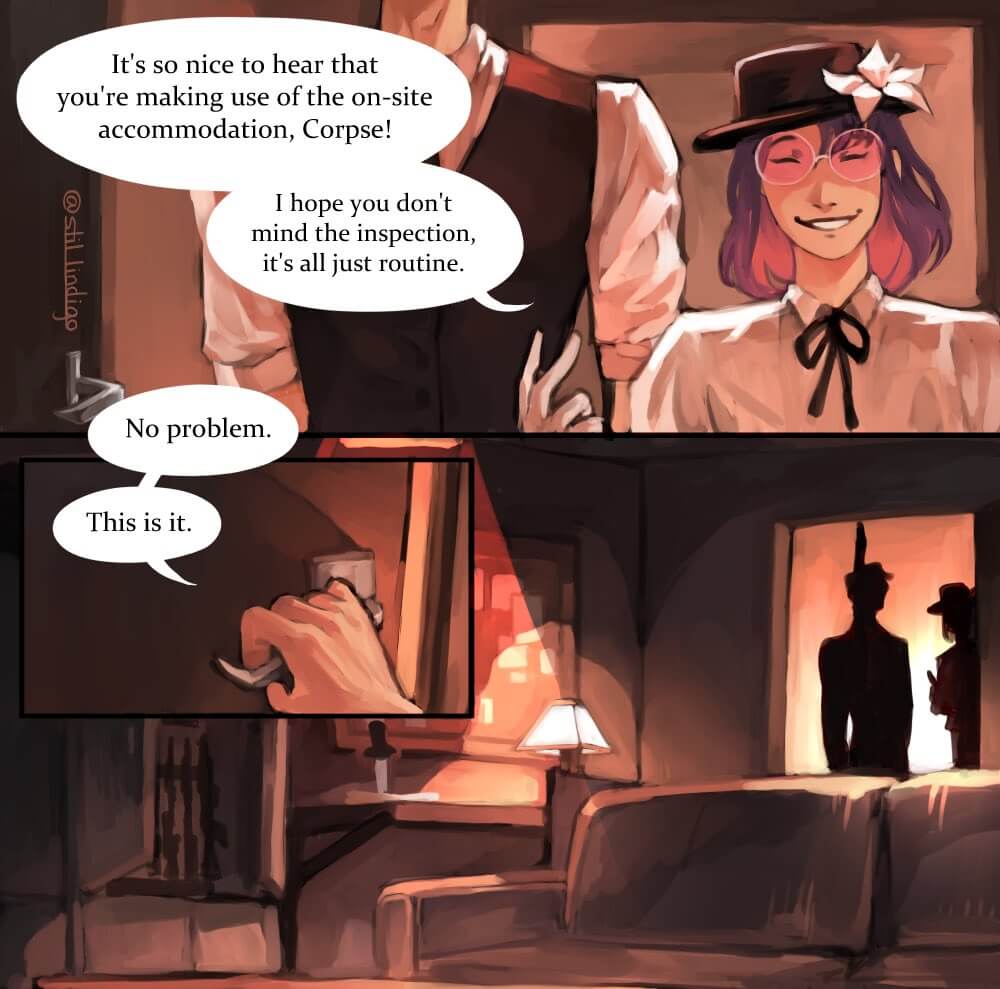 It's so nice to hear that
you're making use of the on-site
accommodation, Corpse!
I hope you don't
mind the inspection,
it's all just routine.
@stillindigo
No problem.
This is it.